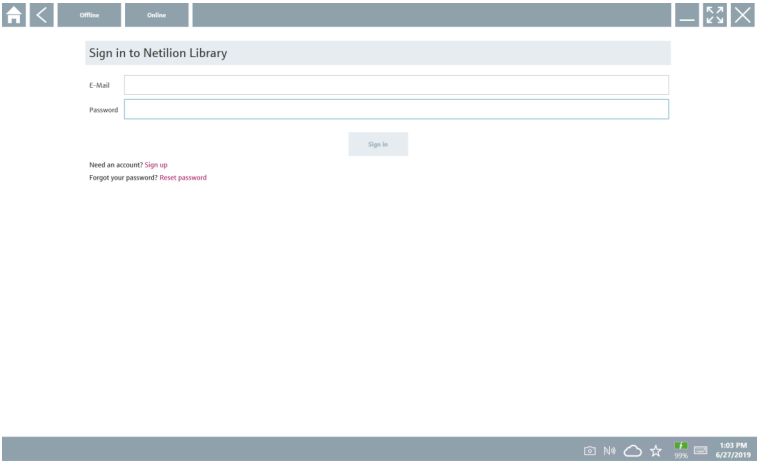 Offline Online
Sign in to Netilion Library
E-Mail
Password
Sign in
Need an account? Sign up
Forgot your password? Reset password
99%
1:03 PM
6/27/2019